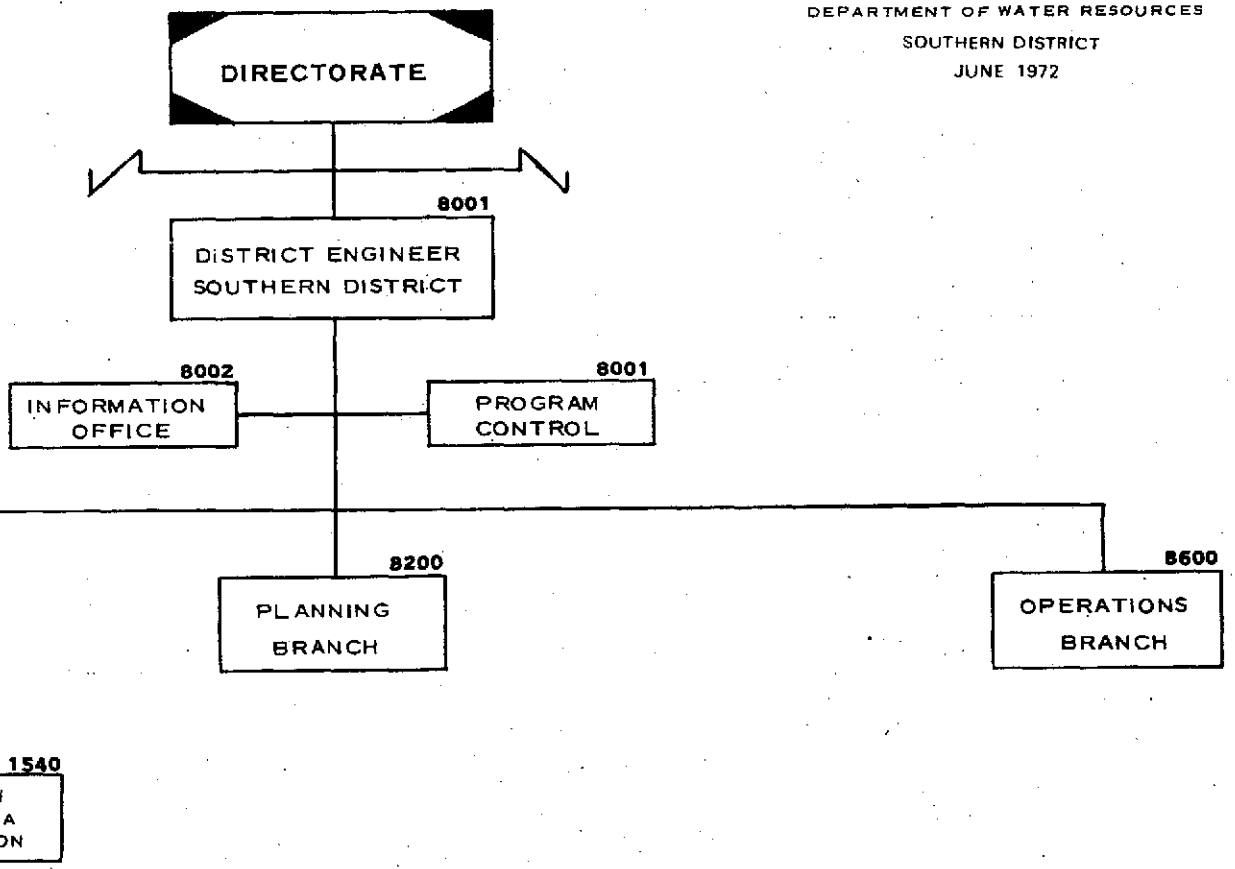 DEPARTMENT OF WATER RESOURCES
SOUTHERN DISTRICT
JUNE 1972
DIRECTORATE
8001
DISTRICT ENGINEER
SOUTHERN DISTRICT
8002
INFORMATION
OFFICE
8001
PROGRAM
CONTROL
8200
PLANNING
BRANCH
8600
OPERATIONS
BRANCH
1540
A
ON